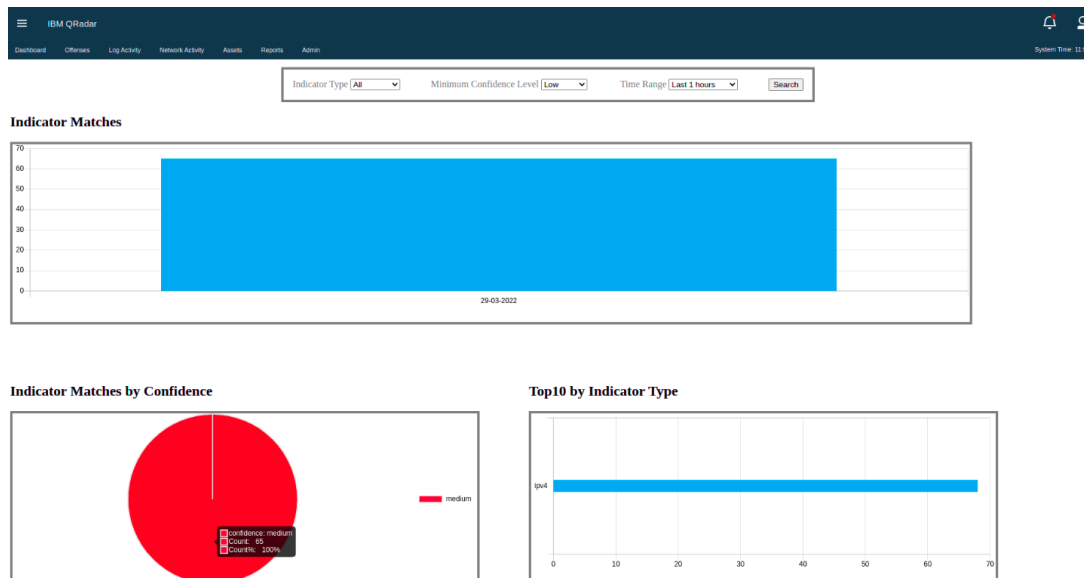 IBM QRadar
Dashboard Offenses Log Activity Network Activity Assets Reports Admin System Time: 11:
Indicator Type All Minimum Confidence Level Low Time Range Last 1 hours Search
Indicator Matches
70
60
50
40
30
20
10
0
29-03-2022
Indicator Matches by Confidence
medium
confidence: medium
Count: 65
Count%: 100%
Top10 by Indicator Type
ipv4
0 10 20 30 40 50 60 70